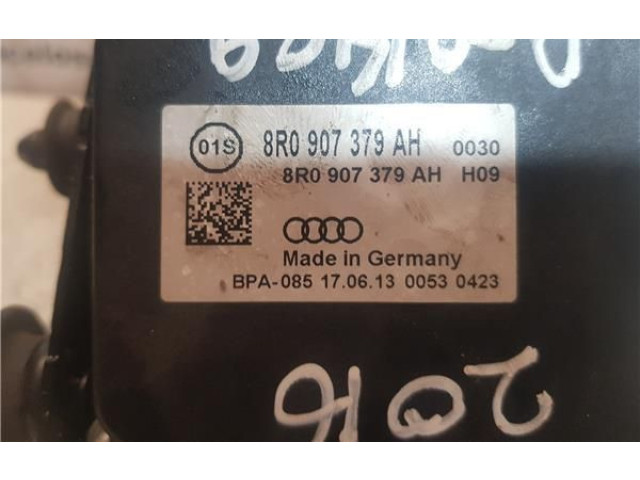 01S 8R0 907 379 AH 0030
8R0 907 379 AH H09
Made in Germany
BPA-085 17.06.13 0053 0423
2016